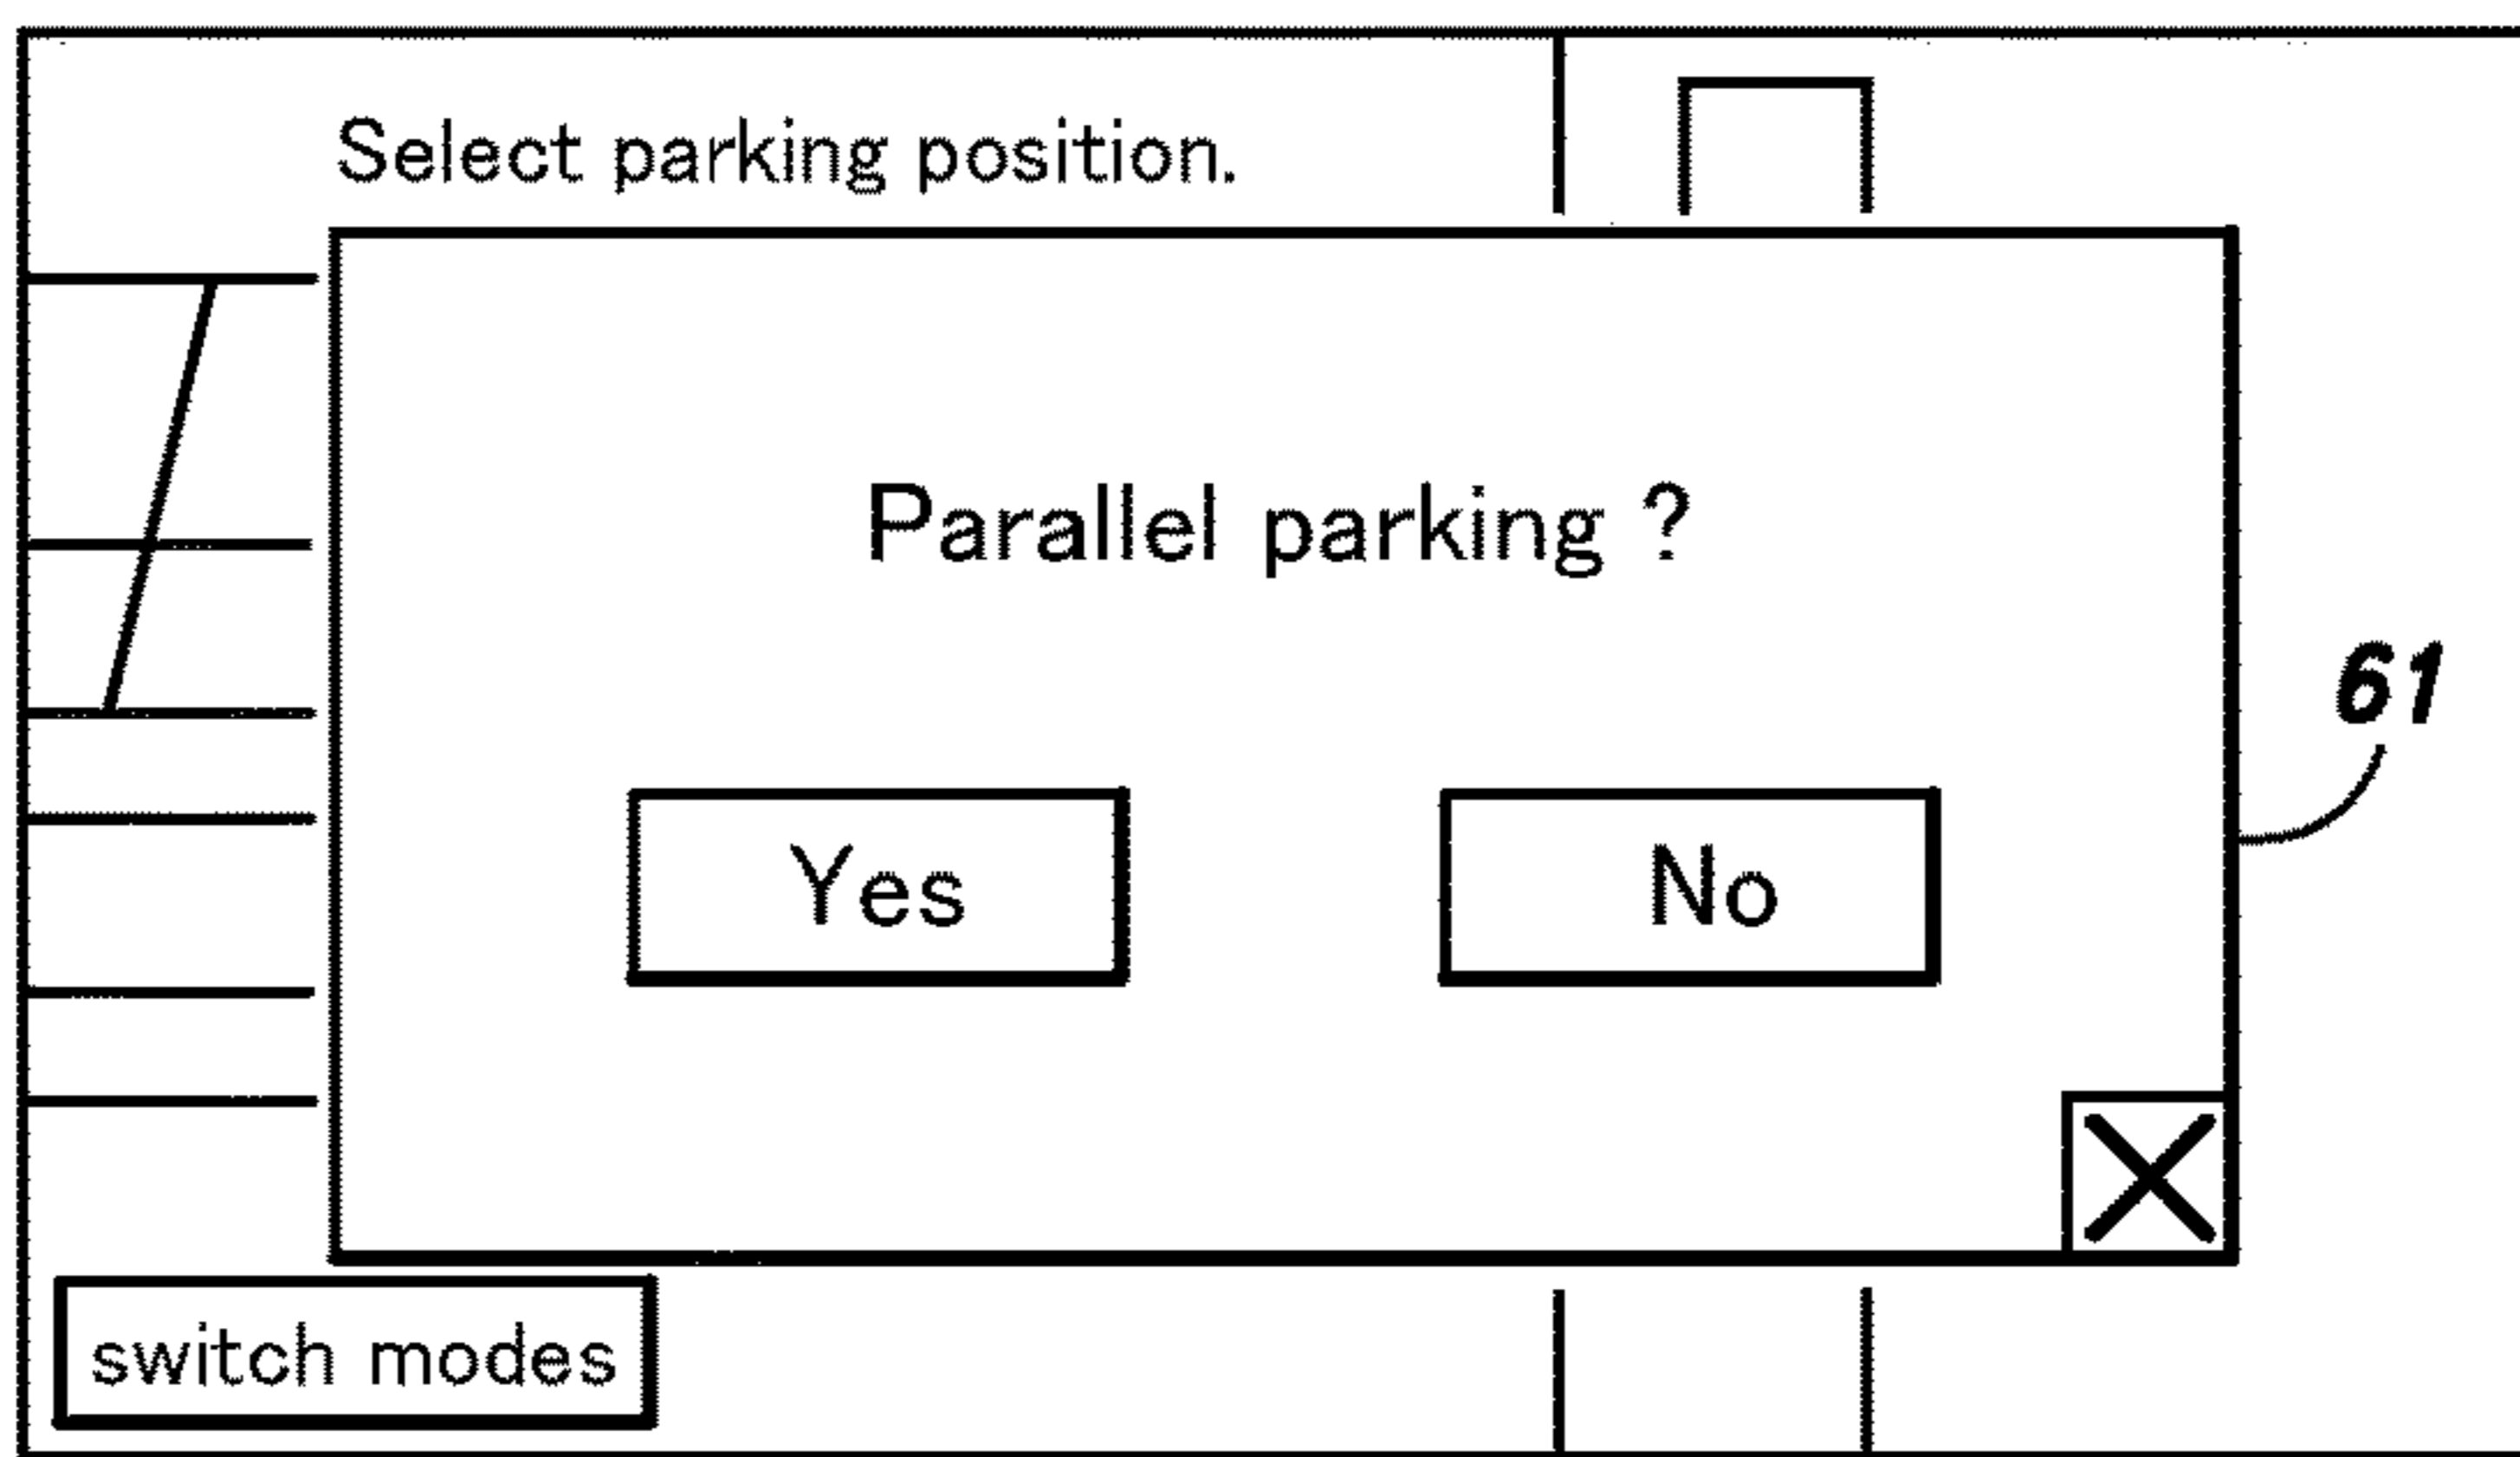 Select parking position.
Parallel parking ?
61
Yes
No
switch modes